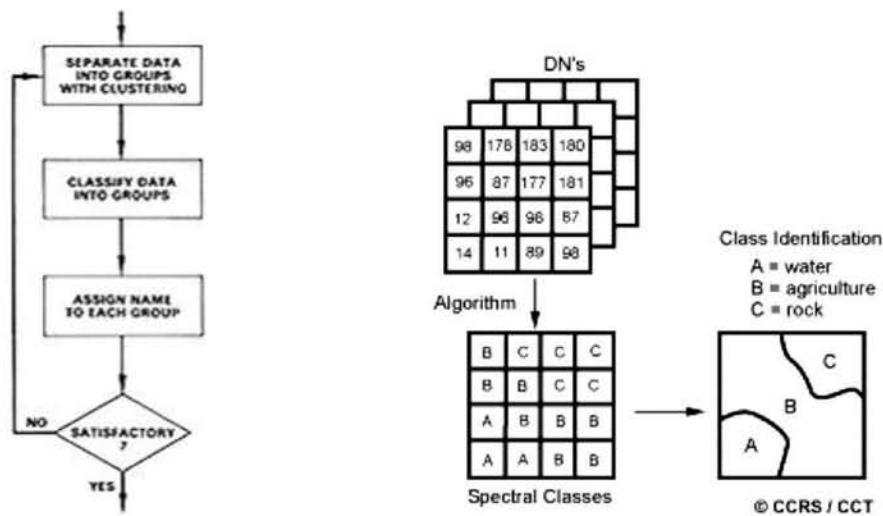 SEPARATE DATA
INTO GROUPS
WITH CLUSTERING
CLASSIFY DATA
INTO GROUPS
ASSIGN NAME
TO EACH GROUP
NO
SATISFACTORY
?
YES
DN's
98 178 183 180
96 87 177 181
12 96 96 87
14 11 89 98
Algorithm
B C C C
B B C C
A B B B
A A B B
Spectral Classes
Class Identification
A = water
B = agriculture
C = rock
C
B
A
© CCRS / CCT